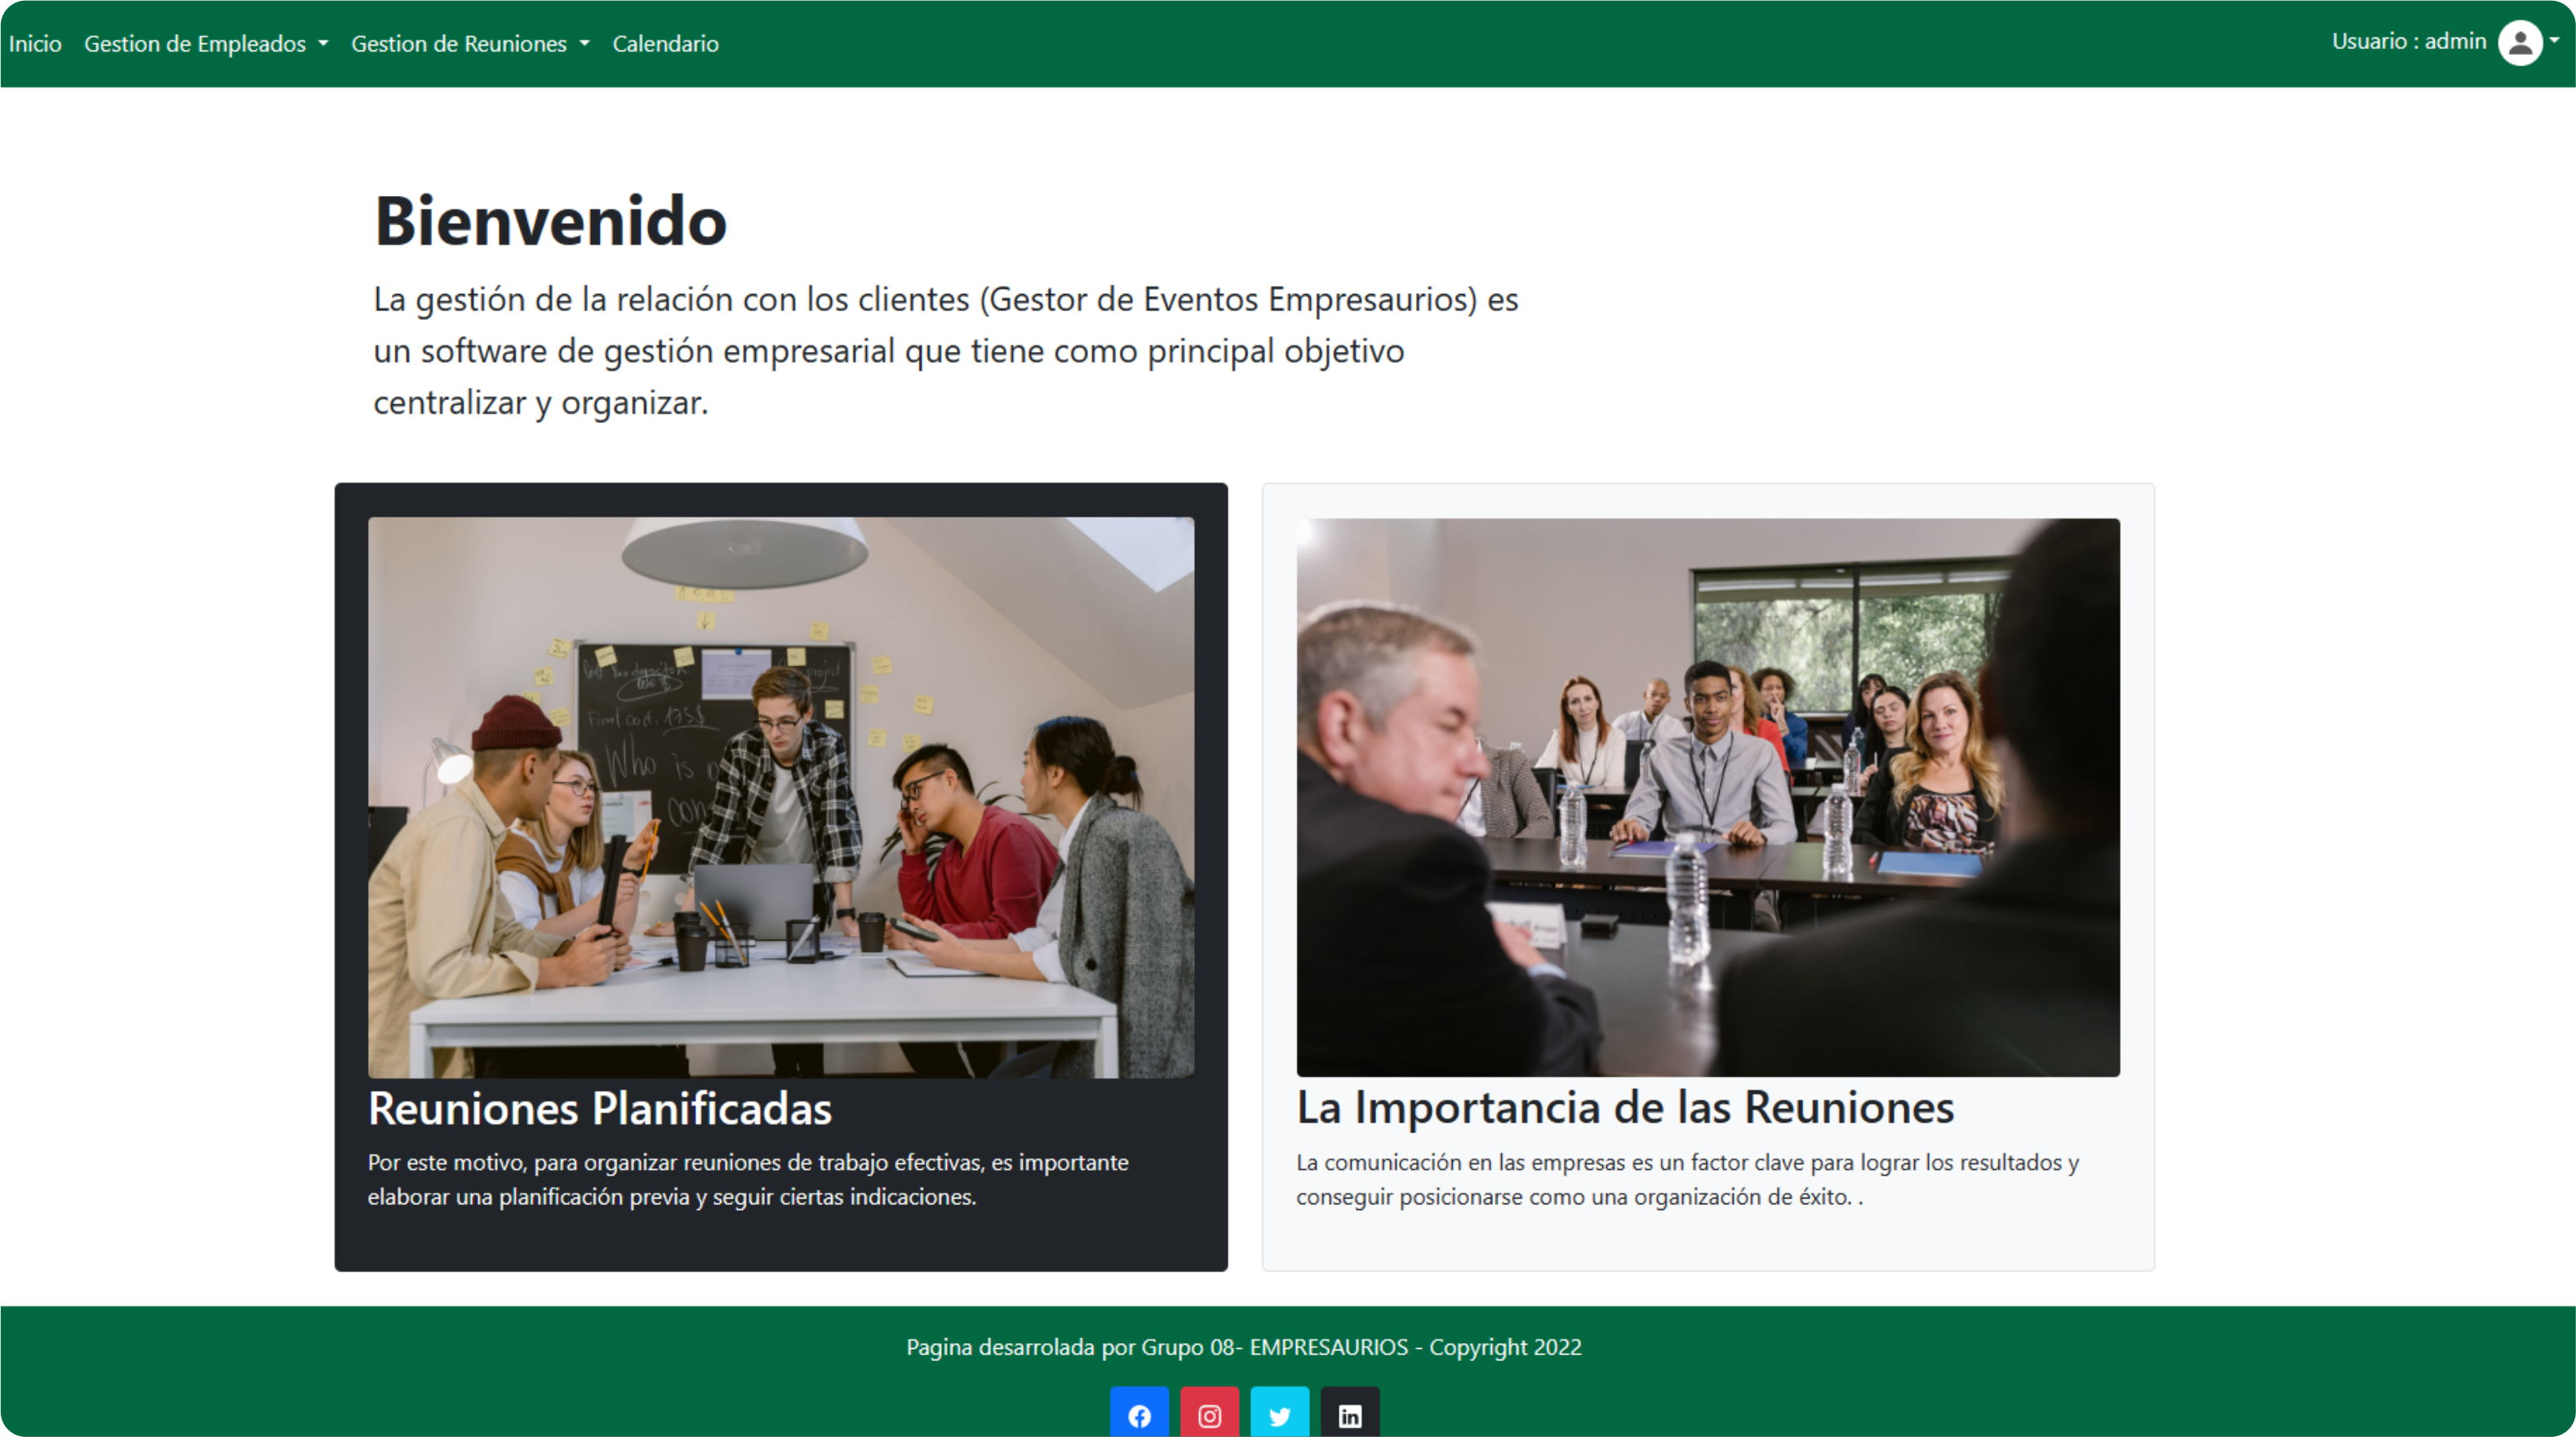 Inicio Gestion de Empleados Gestion de Reuniones Calendario Usuario : admin
Bienvenido
La gestión de la relación con los clientes (Gestor de Eventos Empresaurios) es
un software de gestión empresarial que tiene como principal objetivo
centralizar y organizar.
project
Final cod. 175$
Who is
con
Reuniones Planificadas
Por este motivo, para organizar reuniones de trabajo efectivas, es importante
elaborar una planificación previa y seguir ciertas indicaciones.
La Importancia de las Reuniones
La comunicación en las empresas es un factor clave para lograr los resultados y
conseguir posicionarse como una organización de éxito. .
Pagina desarrolada por Grupo 08- EMPRESAURIOS - Copyright 2022
in